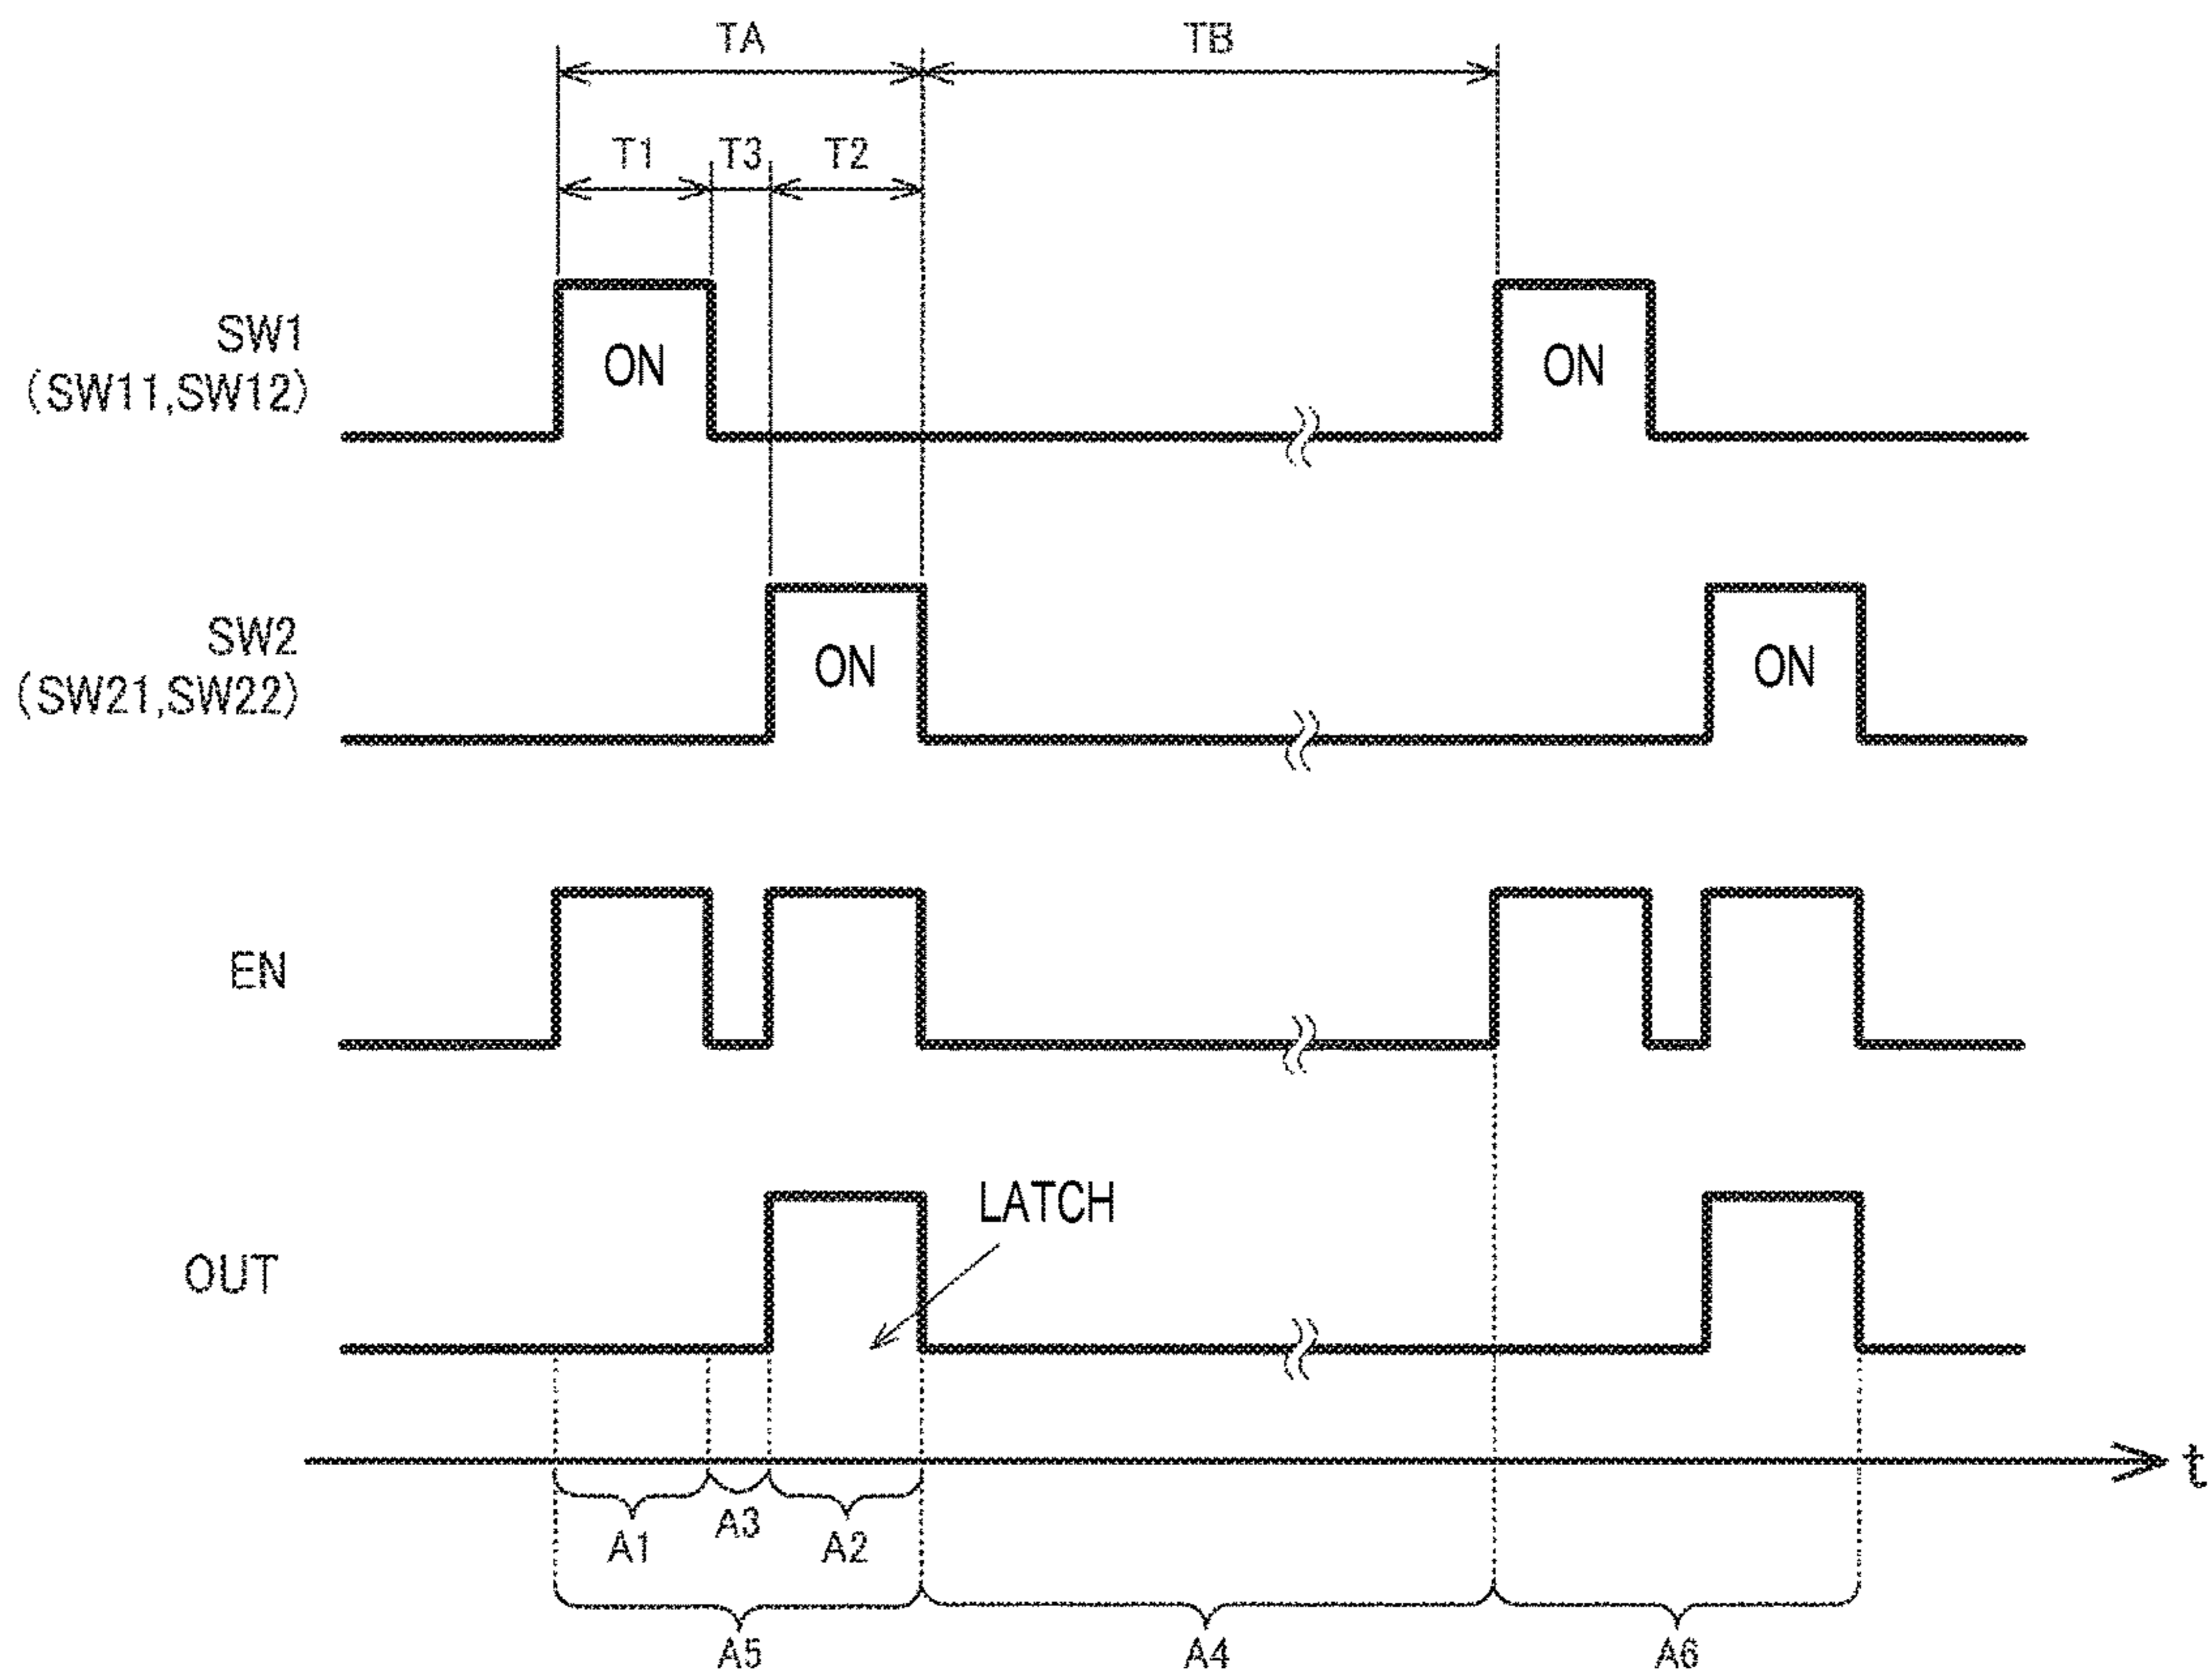 TA
TB
T1
T3
T2
SW1
(SW11,SW12)
ON
ON
SW2
(SW21,SW22)
ON
ON
EN
LATCH
OUT
t
A1
A3
A2
A5
A4
A6